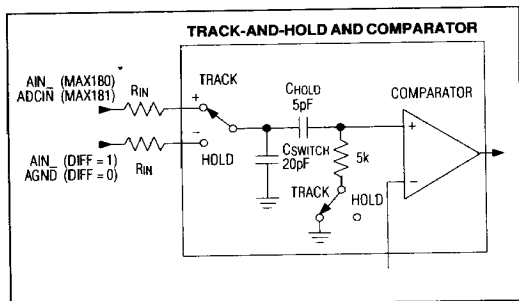 TRACK-AND-HOLD AND COMPARATOR
AIN_ (MAX180)
ADCIN (MAX181)
RIN
TRACK
+
CHOLD
5pF
COMPARATOR
+
−
HOLD
AIN_ (DIFF = 1)
AGND (DIFF = 0)
RIN
CSWITCH
20pF
5k
−
TRACK
HOLD